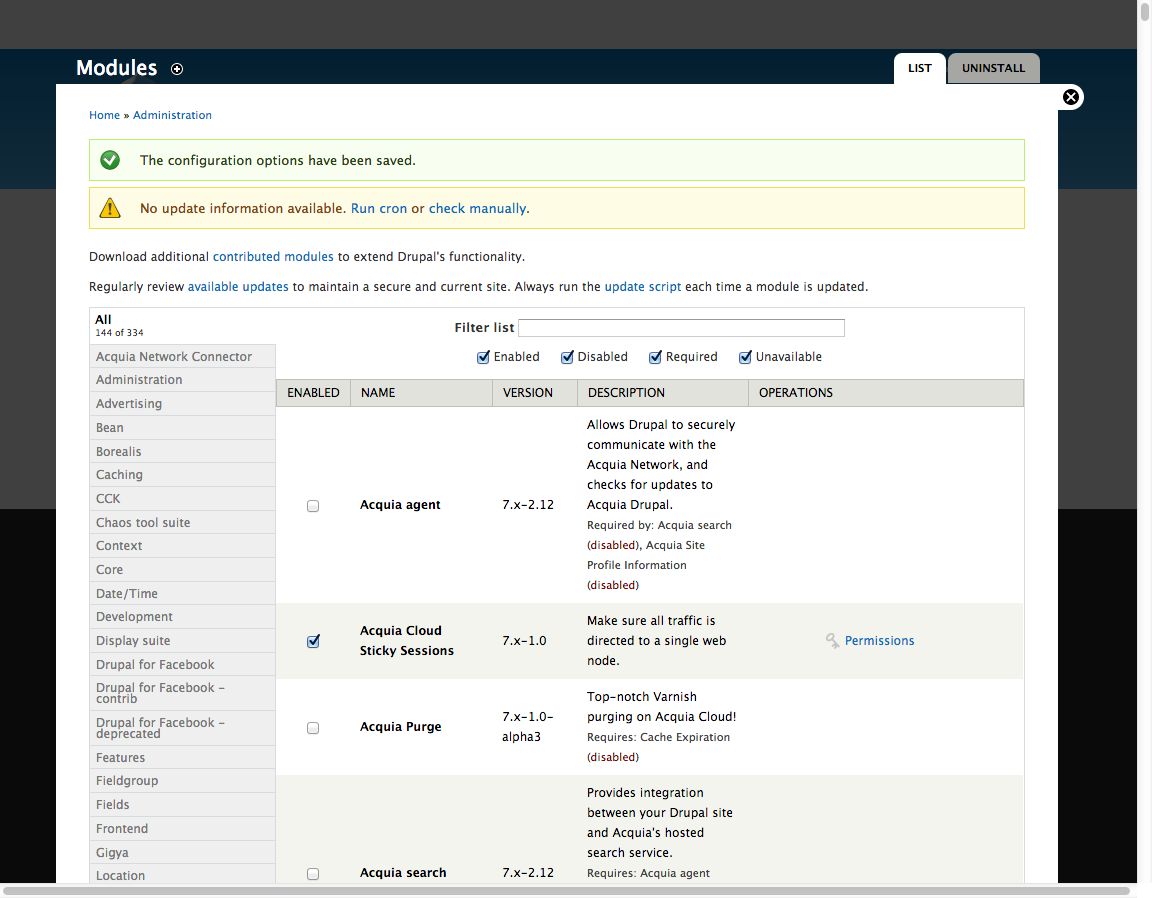 Modules
LIST
UNINSTALL
Home » Administration
The configuration options have been saved.
No update information available. Run cron or check manually.
Download additional contributed modules to extend Drupal's functionality.
Regularly review available updates to maintain a secure and current site. Always run the update script each time a module is updated.
All
144 of 334
Acquia Network Connector
Administration
Advertising
Bean
Borealis
Caching
CCK
Chaos tool suite
Context
Core
Date/Time
Development
Display suite
Drupal for Facebook
Drupal for Facebook -
contrib
Drupal for Facebook -
deprecated
Features
Fieldgroup
Fields
Frontend
Gigya
Location
Filter list
Enabled
Disabled
Required
Unavailable
ENABLED
NAME
VERSION
DESCRIPTION
OPERATIONS
Acquia agent
7.x-2.12
Allows Drupal to securely
communicate with the
Acquia Network, and
checks for updates to
Acquia Drupal.
Required by: Acquia search
(disabled), Acquia Site
Profile Information
(disabled)
Acquia Cloud
Sticky Sessions
7.x-1.0
Make sure all traffic is
directed to a single web
node.
Permissions
Acquia Purge
7.x-1.0-
alpha3
Top-notch Varnish
purging on Acquia Cloud!
Requires: Cache Expiration
(disabled)
Acquia search
7.x-2.12
Provides integration
between your Drupal site
and Acquia's hosted
search service.
Requires: Acquia agent